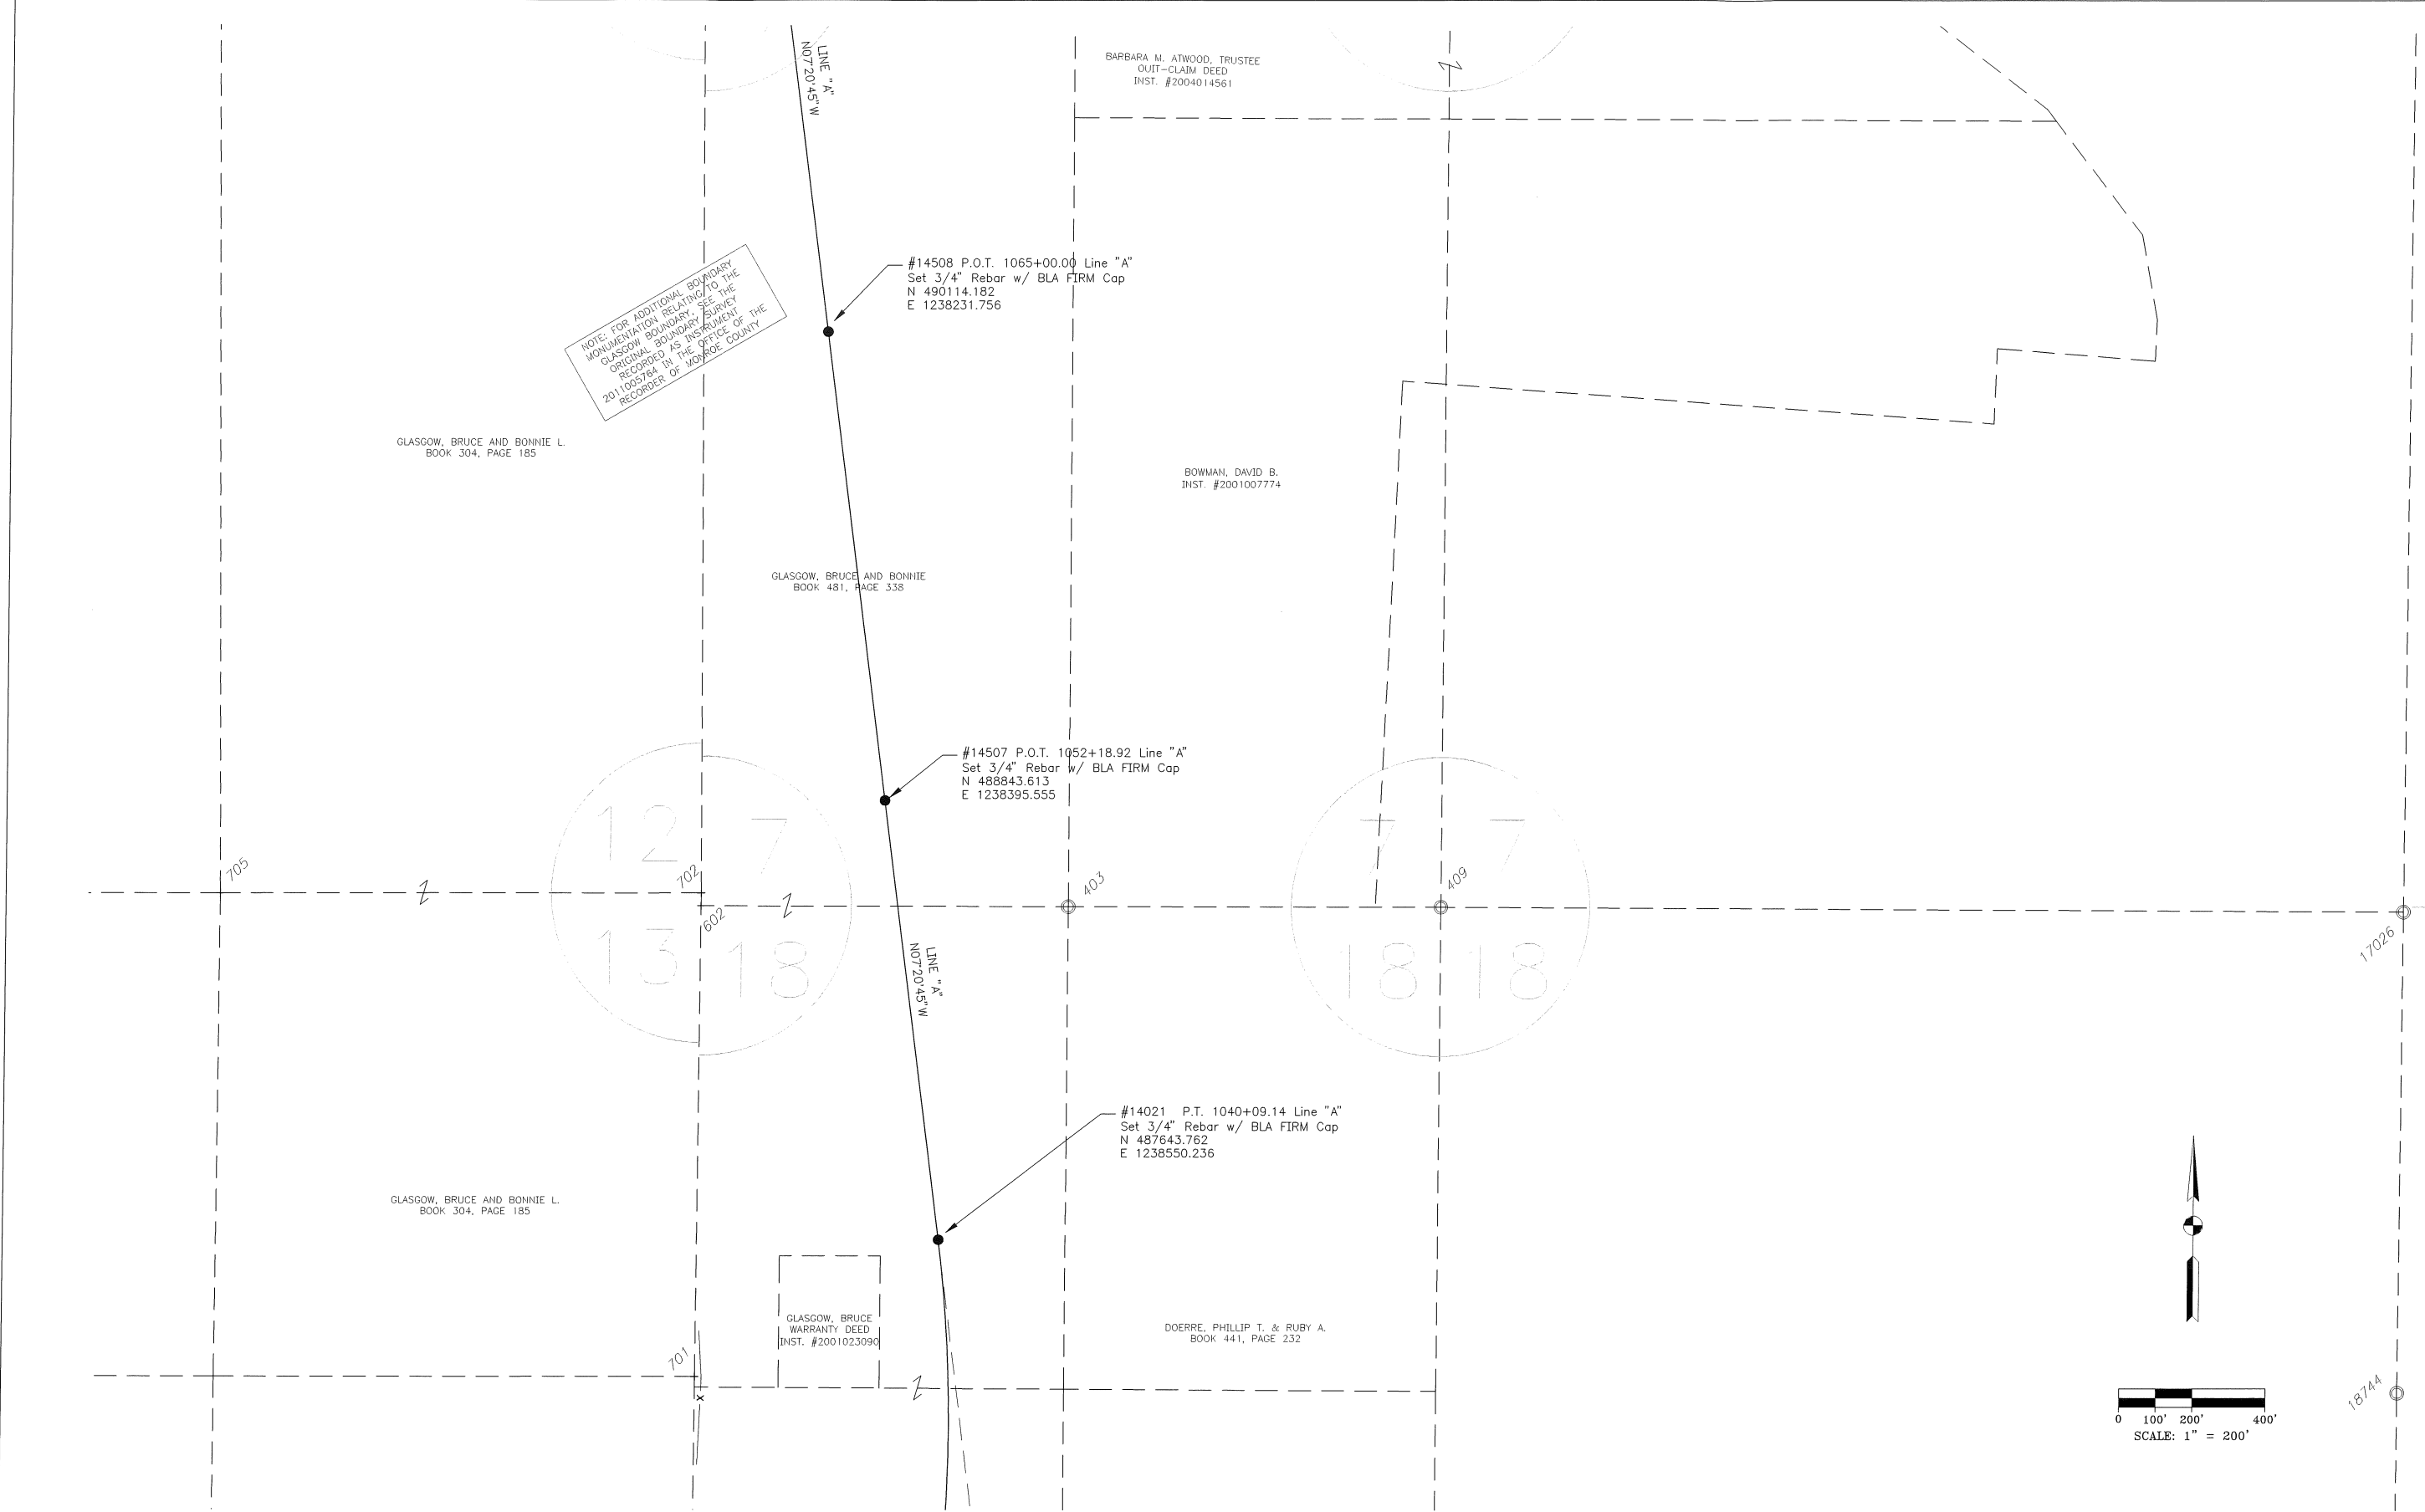 BARBARA M. ATWOOD, TRUSTEE
QUIT-CLAIM DEED
INST. #2004014561
LINE "A"
N07°20'45"W
#14508 P.O.T. 1065+00.00 Line "A"
Set 3/4" Rebar w/ BLA FIRM Cap
N 490114.182
E 1238231.756
NOTE: FOR ADDITIONAL BOUNDARY
MONUMENTATION RELATING TO THE
GLASGOW BOUNDARY, SEE THE
ORIGINAL BOUNDARY SURVEY
RECORDED AS INSTRUMENT
2011005764 IN THE OFFICE OF THE
RECORDER OF MONROE COUNTY
GLASGOW, BRUCE AND BONNIE L.
BOOK 304, PAGE 185
BOWMAN, DAVID B.
INST. #2001007774
GLASGOW, BRUCE AND BONNIE
BOOK 481, PAGE 338
#14507 P.O.T. 1052+18.92 Line "A"
Set 3/4" Rebar w/ BLA FIRM Cap
N 488843.613
E 1238395.555
12 7
7 7
705
702
403
409
602
17026
13 18
18 18
LINE "A"
N07°20'45"W
#14021 P.T. 1040+09.14 Line "A"
Set 3/4" Rebar w/ BLA FIRM Cap
N 487643.762
E 1238550.236
GLASGOW, BRUCE AND BONNIE L.
BOOK 304, PAGE 185
GLASGOW, BRUCE
WARRANTY DEED
INST. #2001023090
DOERRE, PHILLIP T. & RUBY A.
BOOK 441, PAGE 232
701
x
18744
0 100' 200' 400'
SCALE: 1" = 200'